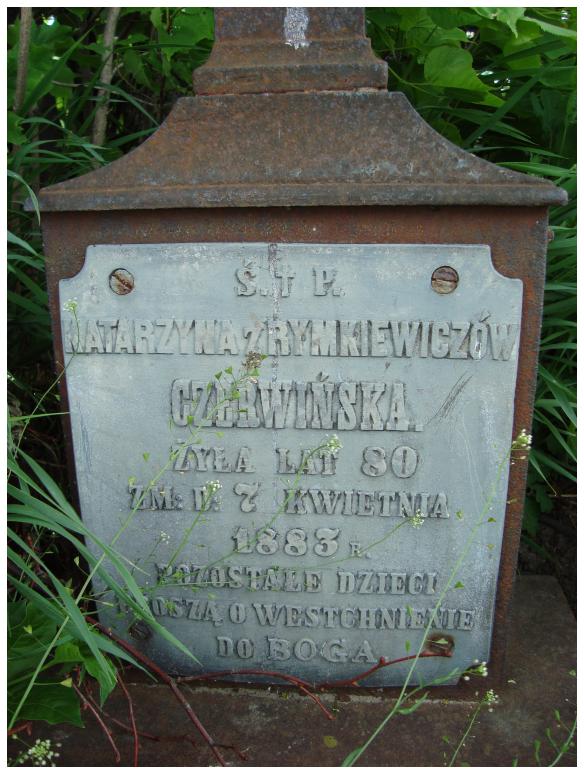 Ś. † P.
KATARZYNA Z RYMKIEWICZÓW
CZERWIŃSKA.
ŻYŁA LAT 80
ZM: D. 7 KWIETNIA
1883 R.
POZOSTAŁE DZIECI
PROSZĄ O WESTCHNIENIE
DO BOGA.